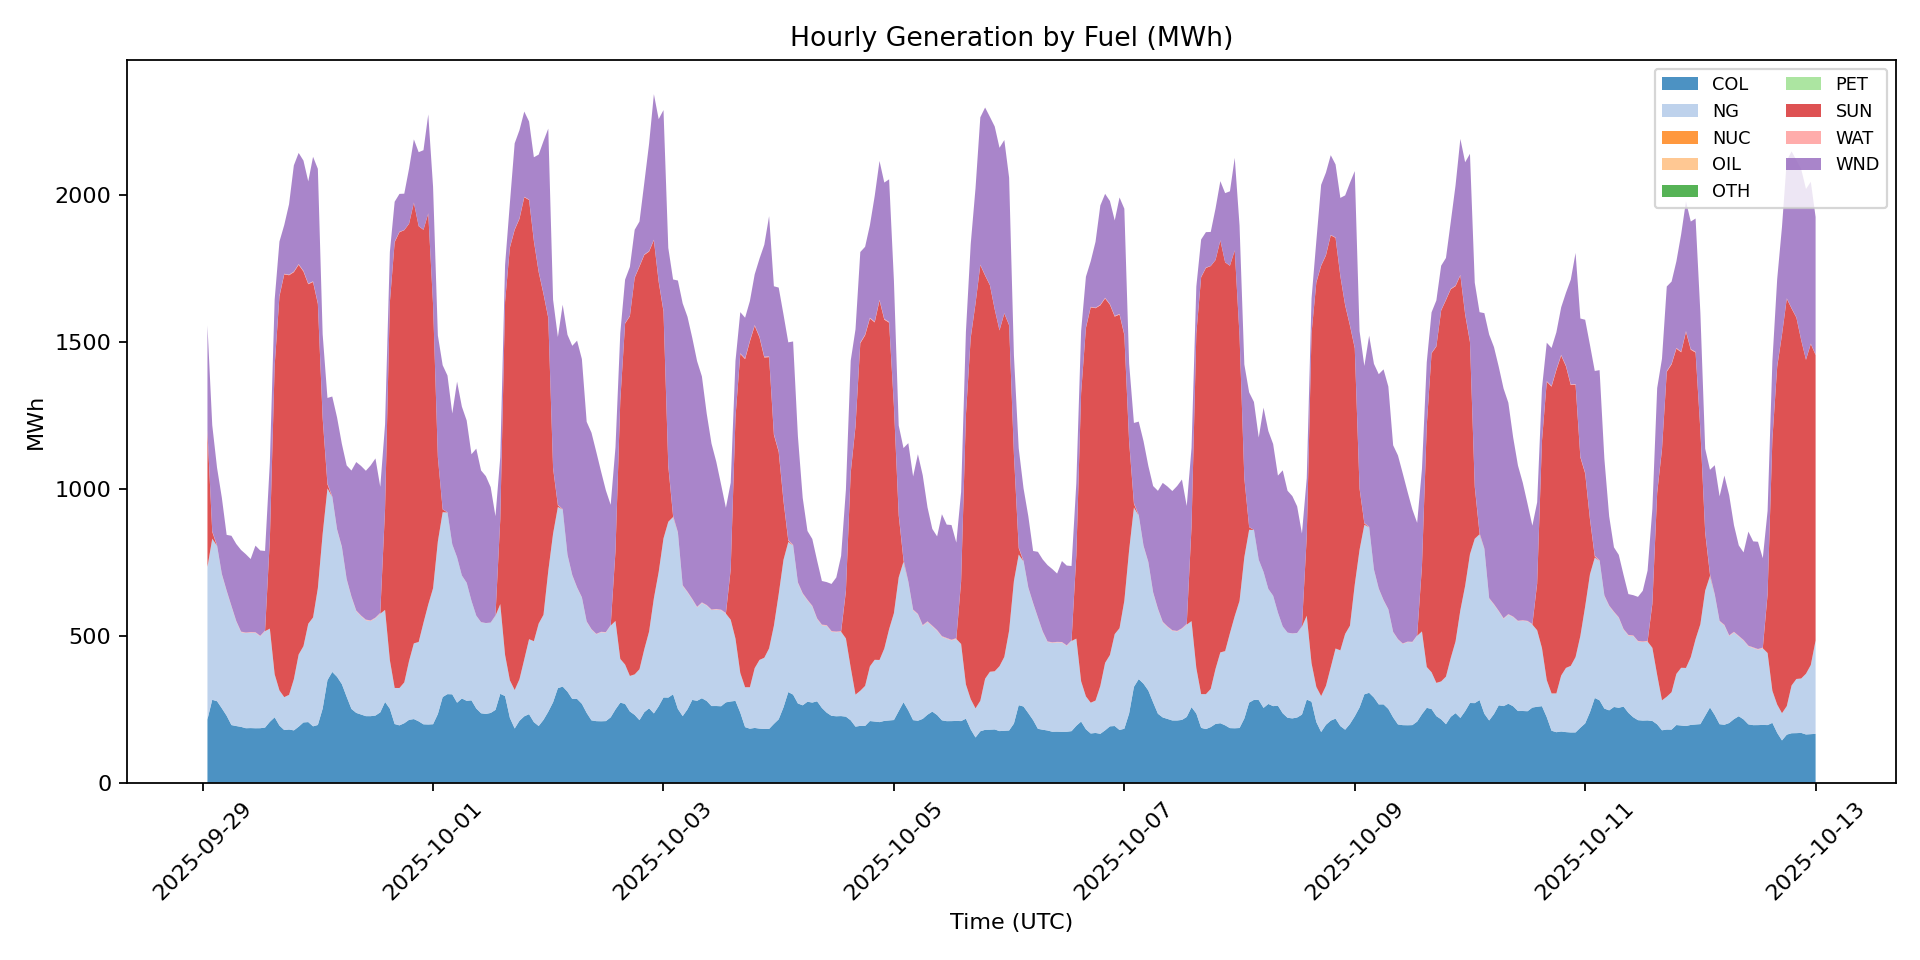 Hourly Generation by Fuel (MWh)
COL
NG
NUC
OIL
OTH
PET
SUN
WAT
WND
MWh
2000
1500
1000
500
0
2025-09-29
2025-10-01
2025-10-03
2025-10-05
2025-10-07
2025-10-09
2025-10-11
2025-10-13
Time (UTC)